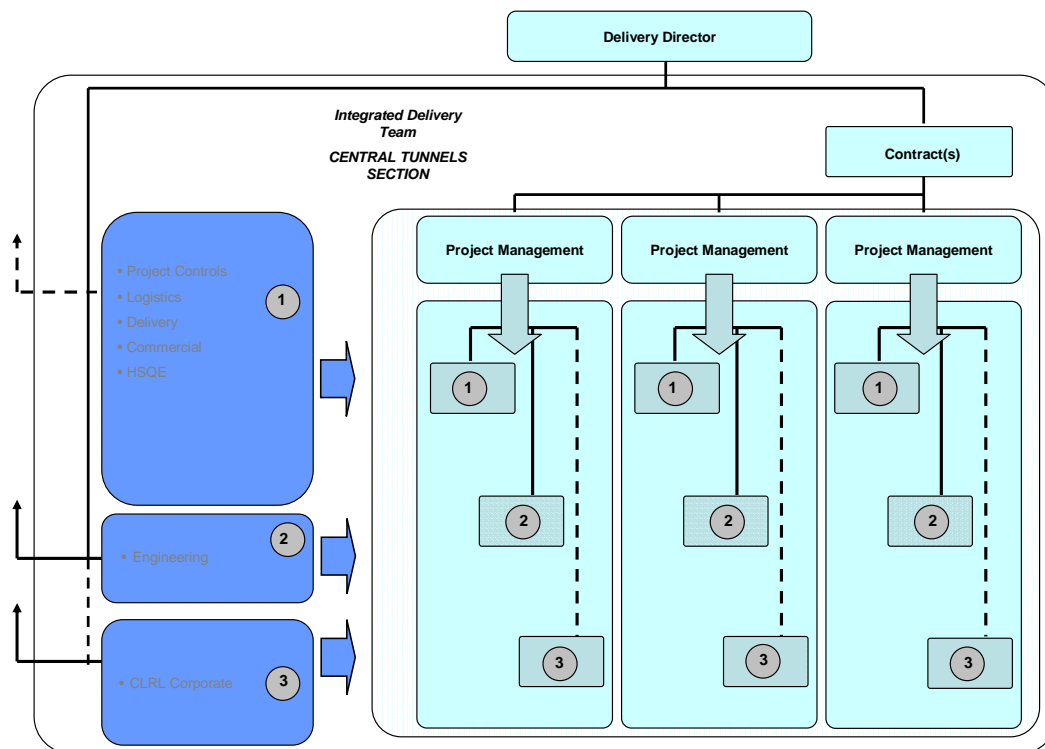 Delivery Director
Integrated Delivery
Team
CENTRAL TUNNELS
SECTION
Contract(s)
Project Management
Project Management
Project Management
• Project Controls
• Logistics
• Delivery
• Commercial
• HSQE
1
1
1
1
2
• Engineering
2
2
2
3
• CLRL Corporate
3
3
3